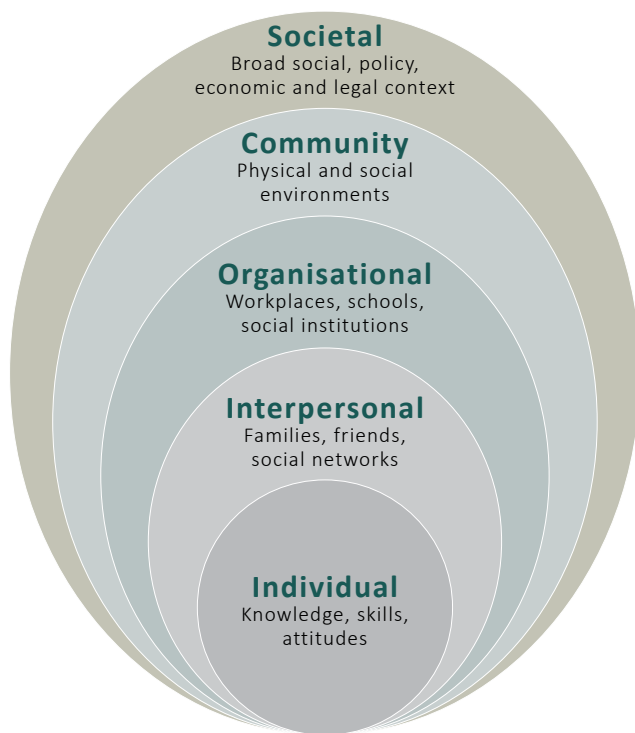 Societal
Broad social, policy,
economic and legal context
Community
Physical and social
environments
Organisational
Workplaces, schools,
social institutions
Interpersonal
Families, friends,
social networks
Individual
Knowledge, skills,
attitudes